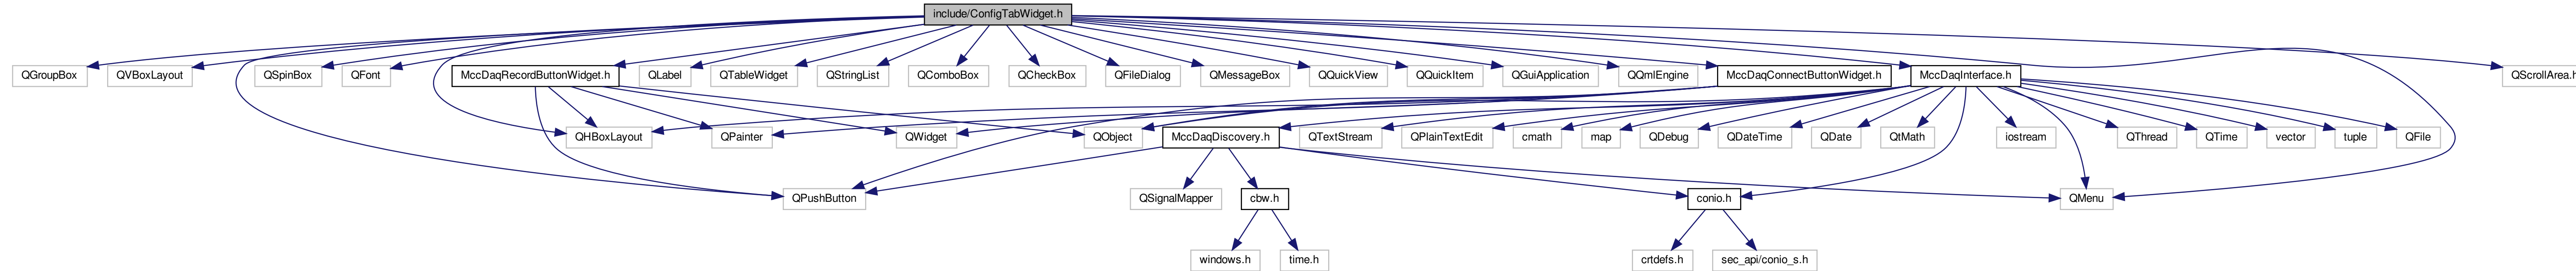 include/ConfigTabWidget.h
QGroupBox
QVBoxLayout
QSpinBox
QFont
MccDaqRecordButtonWidget.h
QLabel
QTableWidget
QStringList
QComboBox
QCheckBox
QFileDialog
QMessageBox
QQuickView
QQuickItem
QGuiApplication
QQmlEngine
MccDaqConnectButtonWidget.h
MccDaqInterface.h
QScrollArea.h
QHBoxLayout
QPainter
QWidget
QObject
MccDaqDiscovery.h
QTextStream
QPlainTextEdit
cmath
map
QDebug
QDateTime
QDate
QtMath
iostream
QThread
QTime
vector
tuple
QFile
QPushButton
QSignalMapper
cbw.h
conio.h
QMenu
windows.h
time.h
crtdefs.h
sec_api/conio_s.h